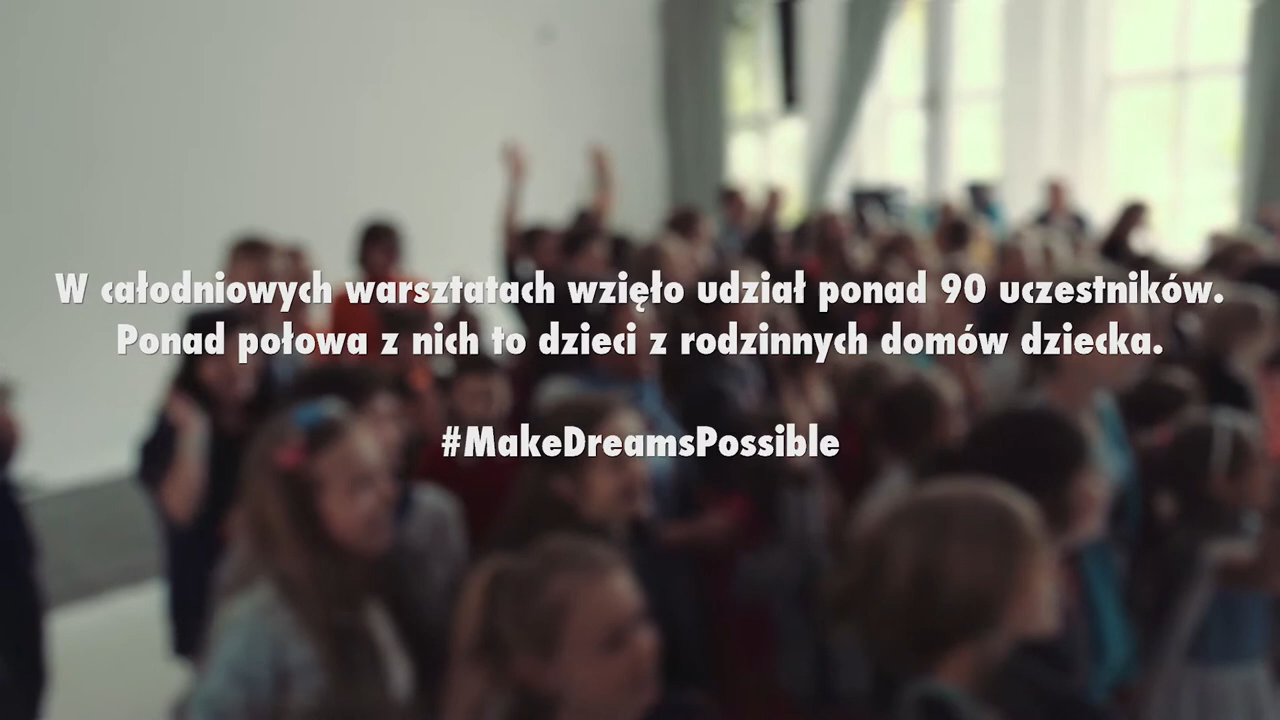 W całodniowych warsztatach wzięło udział ponad 90 uczestników.
Ponad połowa z nich to dzieci z rodzinnych domów dziecka.
#MakeDreamsPossible